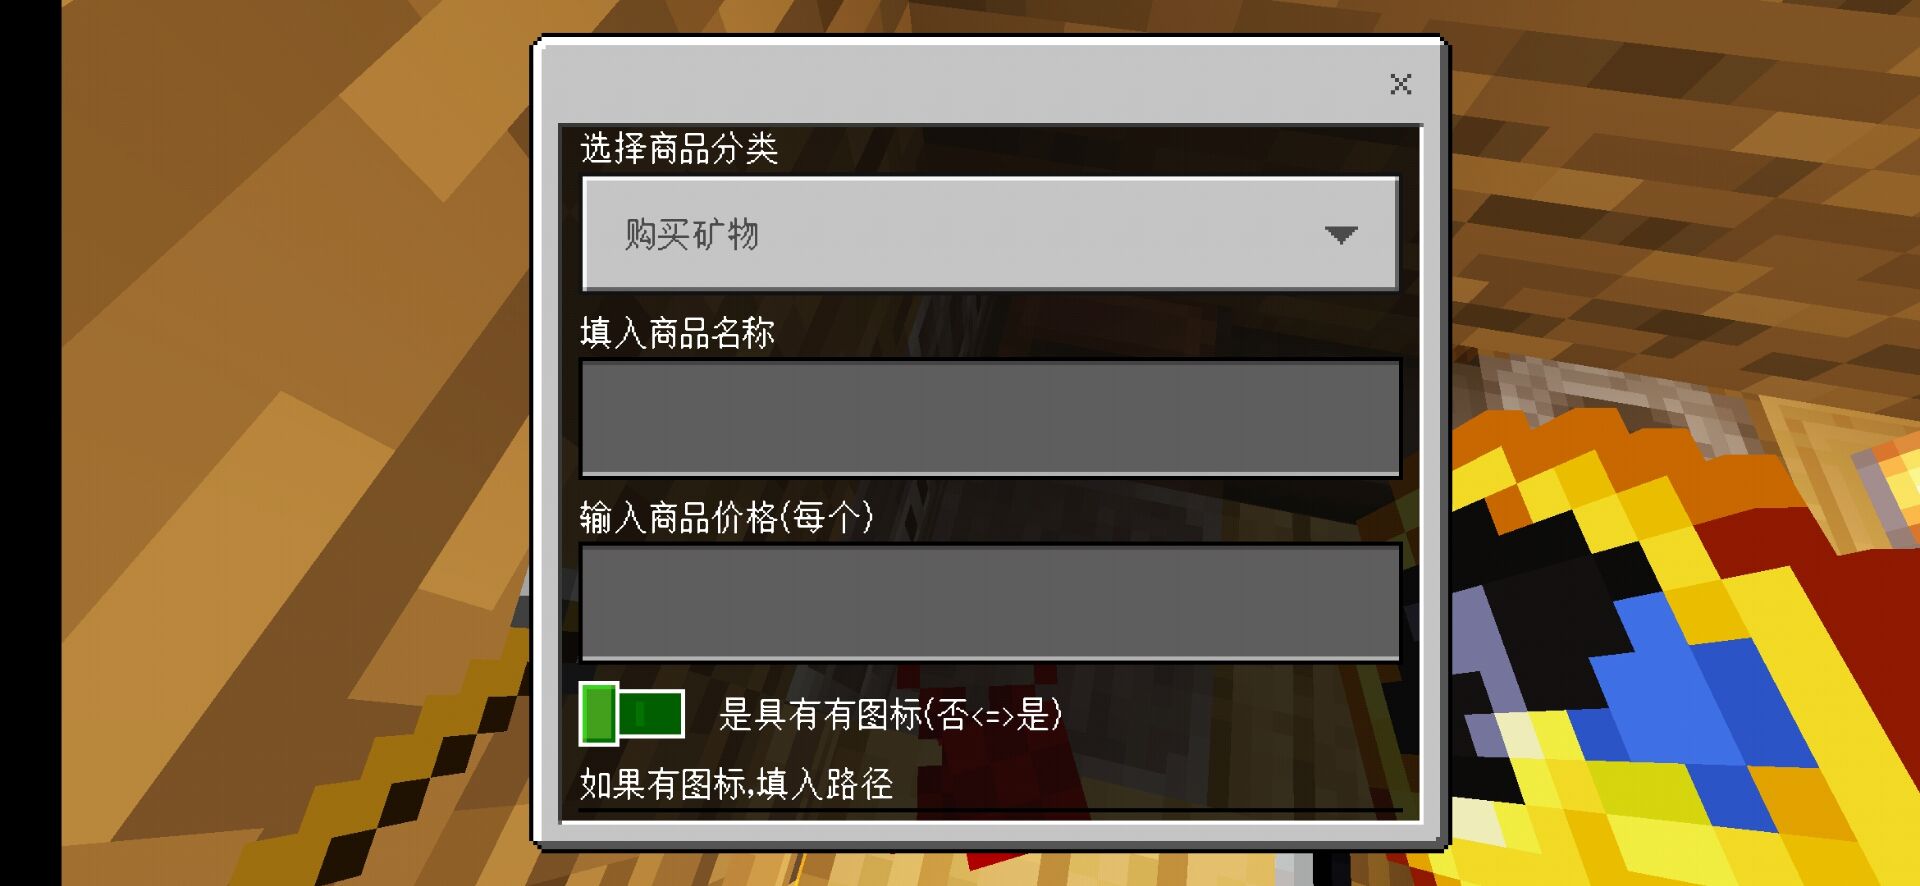 选择商品分类
购买矿物
填入商品名称
输入商品价格(每个)
是具有有图标(否<=>是)
如果有图标,填入路径